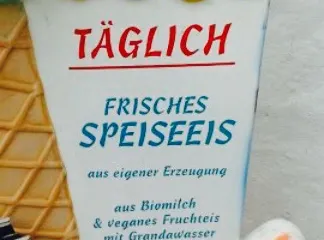 TÄGLICH
FRISCHES
SPEISEEIS
aus eigener Erzeugung
aus Biomilch
& veganes Fruchteis
mit Grandawasser